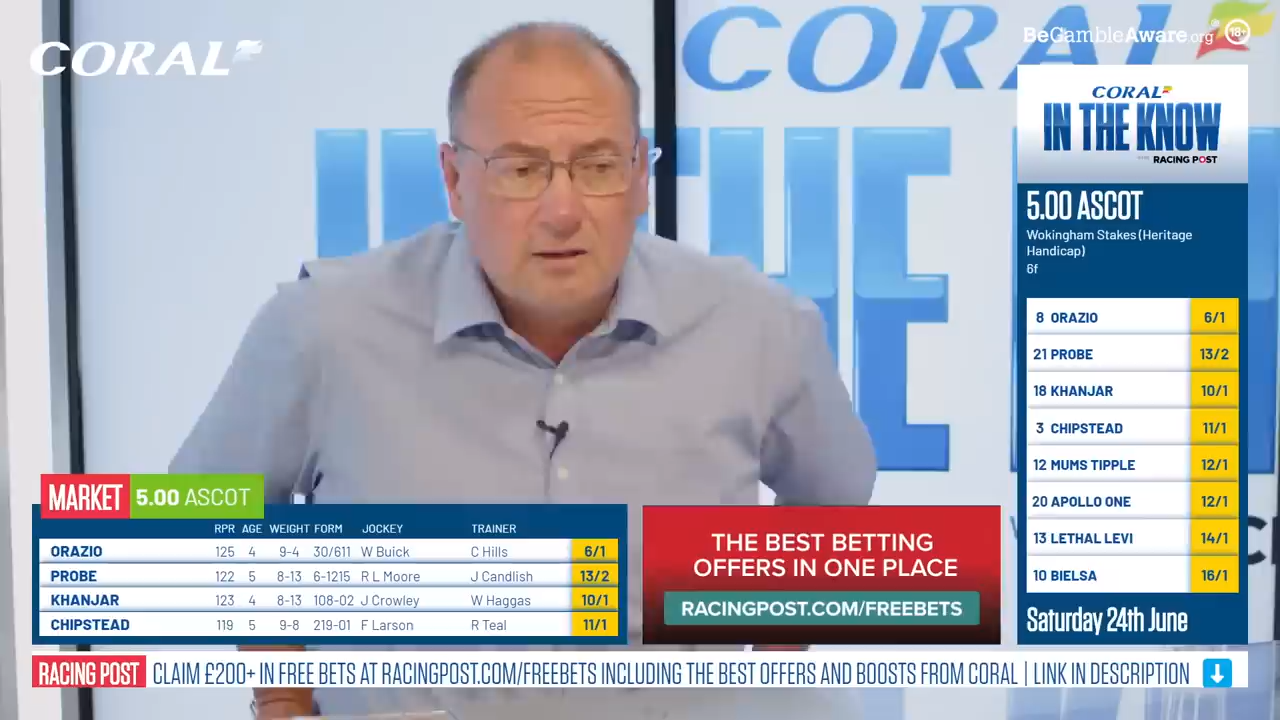 CORAL
CORAL
BeGambleAware.org 18+
IN THE
CORAL
IN THE KNOW
RACING POST
5.00 ASCOT
Wokingham Stakes (Heritage
Handicap)
6f
8 ORAZIO 6/1
21 PROBE 13/2
18 KHANJAR 10/1
3 CHIPSTEAD 11/1
12 MUMS TIPPLE 12/1
20 APOLLO ONE 12/1
13 LETHAL LEVI 14/1
10 BIELSA 16/1
Saturday 24th June
MARKET 5.00 ASCOT
RPR AGE WEIGHT FORM JOCKEY TRAINER
ORAZIO 125 4 9-4 30/611 W Buick C Hills 6/1
PROBE 122 5 8-13 6-1215 R L Moore J Candlish 13/2
KHANJAR 123 4 8-13 108-02 J Crowley W Haggas 10/1
CHIPSTEAD 119 5 9-8 219-01 F Larson R Teal 11/1
THE BEST BETTING
OFFERS IN ONE PLACE
RACINGPOST.COM/FREEBETS
RACING POST CLAIM £200+ IN FREE BETS AT RACINGPOST.COM/FREEBETS INCLUDING THE BEST OFFERS AND BOOSTS FROM CORAL | LINK IN DESCRIPTION